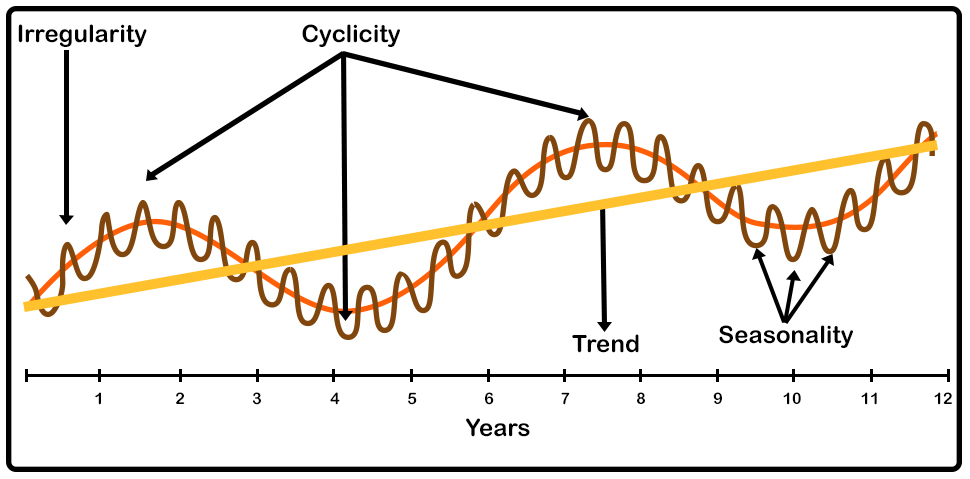 Irregularity
Cyclicity
Trend
Seasonality
1 2 3 4 5 6 7 8 9 10 11 12
Years